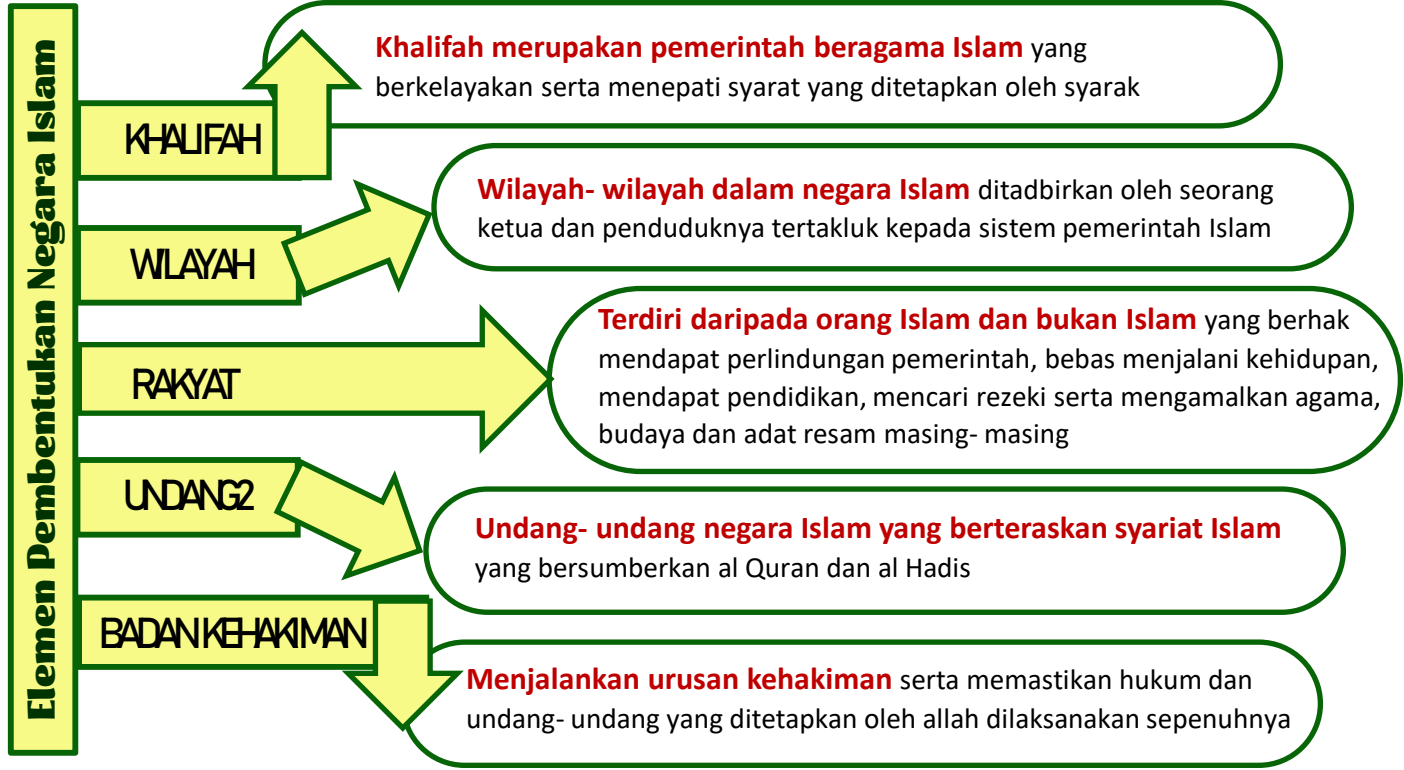 Elemen Pembentukan Negara Islam
KHALIFAH
Khalifah merupakan pemerintah beragama Islam yang
berkelayakan serta menepati syarat yang ditetapkan oleh syarak
WILAYAH
Wilayah- wilayah dalam negara Islam ditadbirkan oleh seorang
ketua dan penduduknya tertakluk kepada sistem pemerintah Islam
RAKYAT
Terdiri daripada orang Islam dan bukan Islam yang berhak
mendapat perlindungan pemerintah, bebas menjalani kehidupan,
mendapat pendidikan, mencari rezeki serta mengamalkan agama,
budaya dan adat resam masing- masing
UNDANG2
Undang- undang negara Islam yang berteraskan syariat Islam
yang bersumberkan al Quran dan al Hadis
BADAN KEHAKIMAN
Menjalankan urusan kehakiman serta memastikan hukum dan
undang- undang yang ditetapkan oleh allah dilaksanakan sepenuhnya